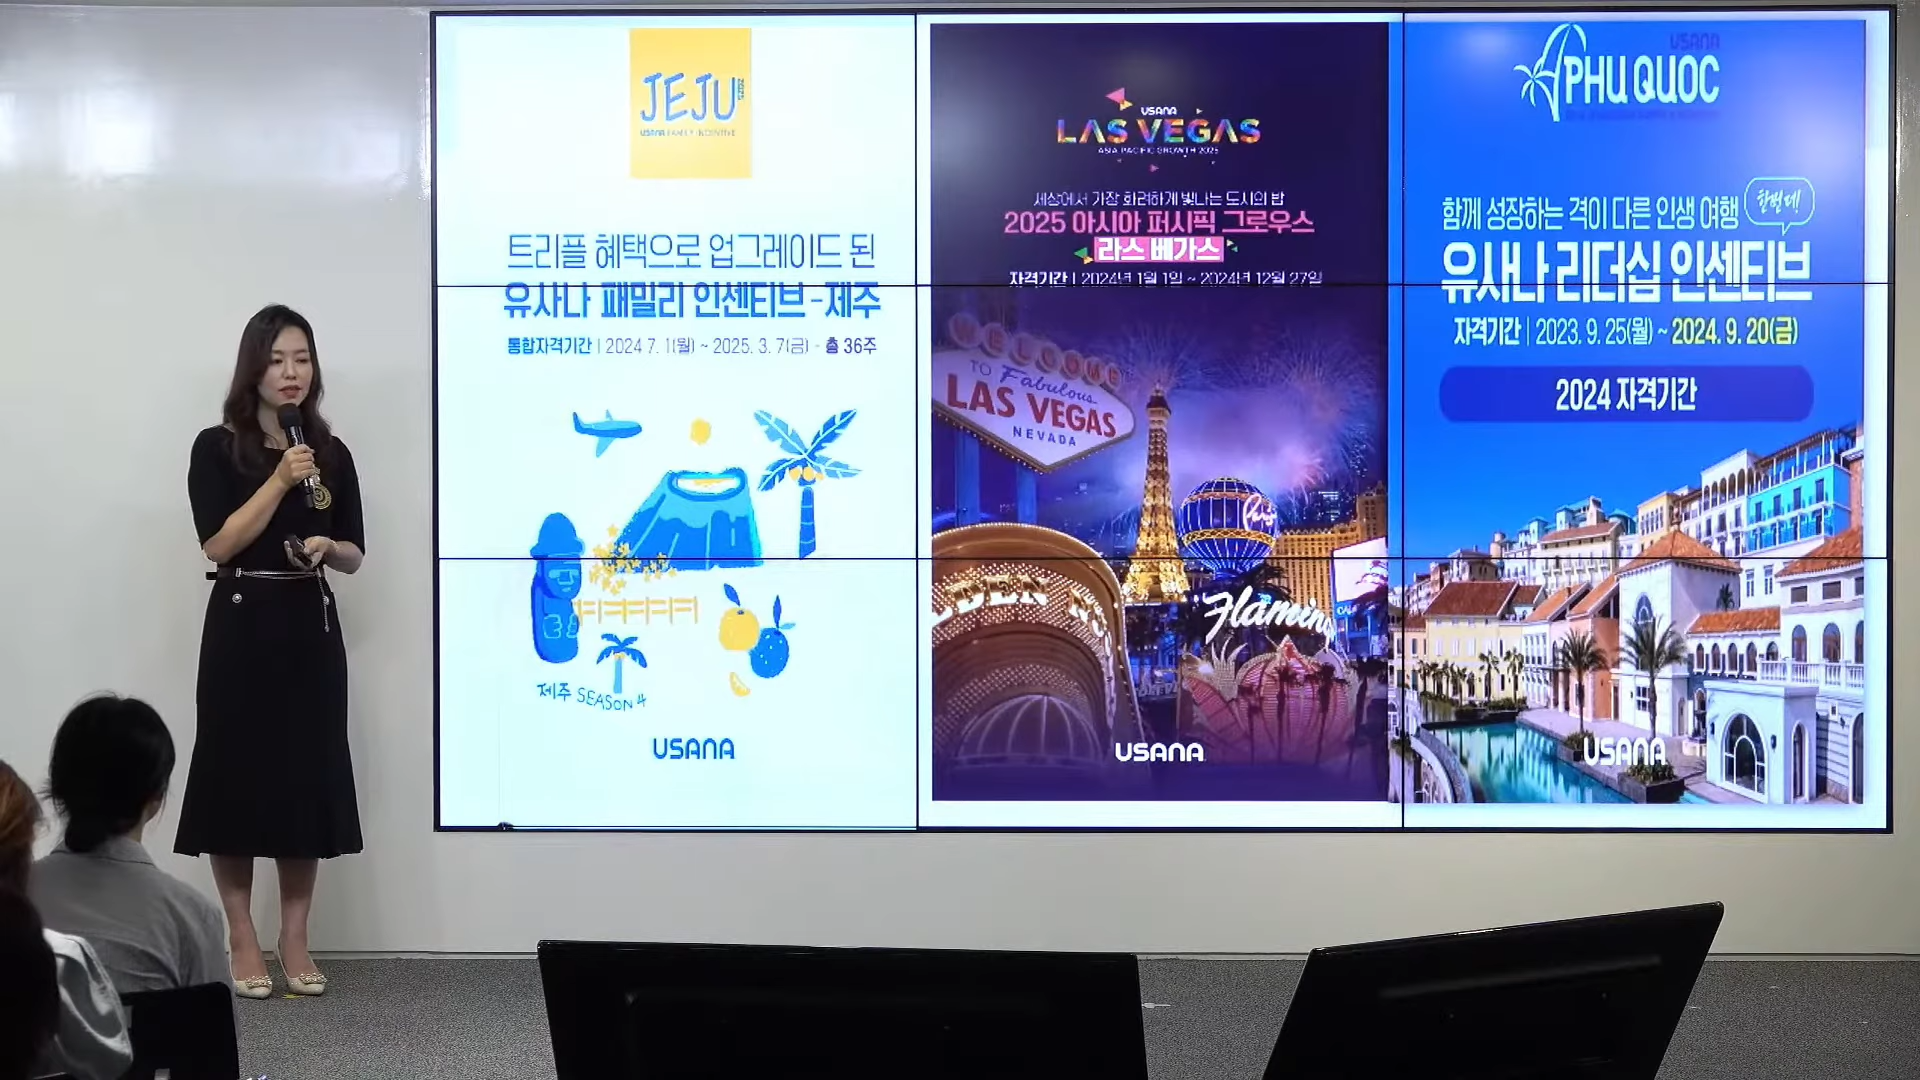 JEJU
USANA FAMILY INCENTIVE
트리플 혜택으로 업그레이드 된
유사나 패밀리 인센티브-제주
통합자격기간 | 2024 7. 1(월) ~ 2025. 3. 7(금) - 총 36주
제주 SEASON 4
USANA
USANA
LAS VEGAS
ASIA PACIFIC GROWTH 2025
세상에서 가장 화려하게 빛나는 도시의 밤
2025 아시아 퍼시픽 그로우스
라스 베가스
자격기간 | 2024년 1월 1일 ~ 2024년 12월 27일
WELCOME
TO Fabulous
LAS VEGAS
NEVADA
Paris
Flamin
USANA
USANA
PHU QUOC
함께 성장하는 격이 다른 인생 여행
한번 더!
유사나 리더십 인센티브
자격기간 | 2023. 9. 25(월) ~ 2024. 9. 20(금)
2024 자격기간
USANA